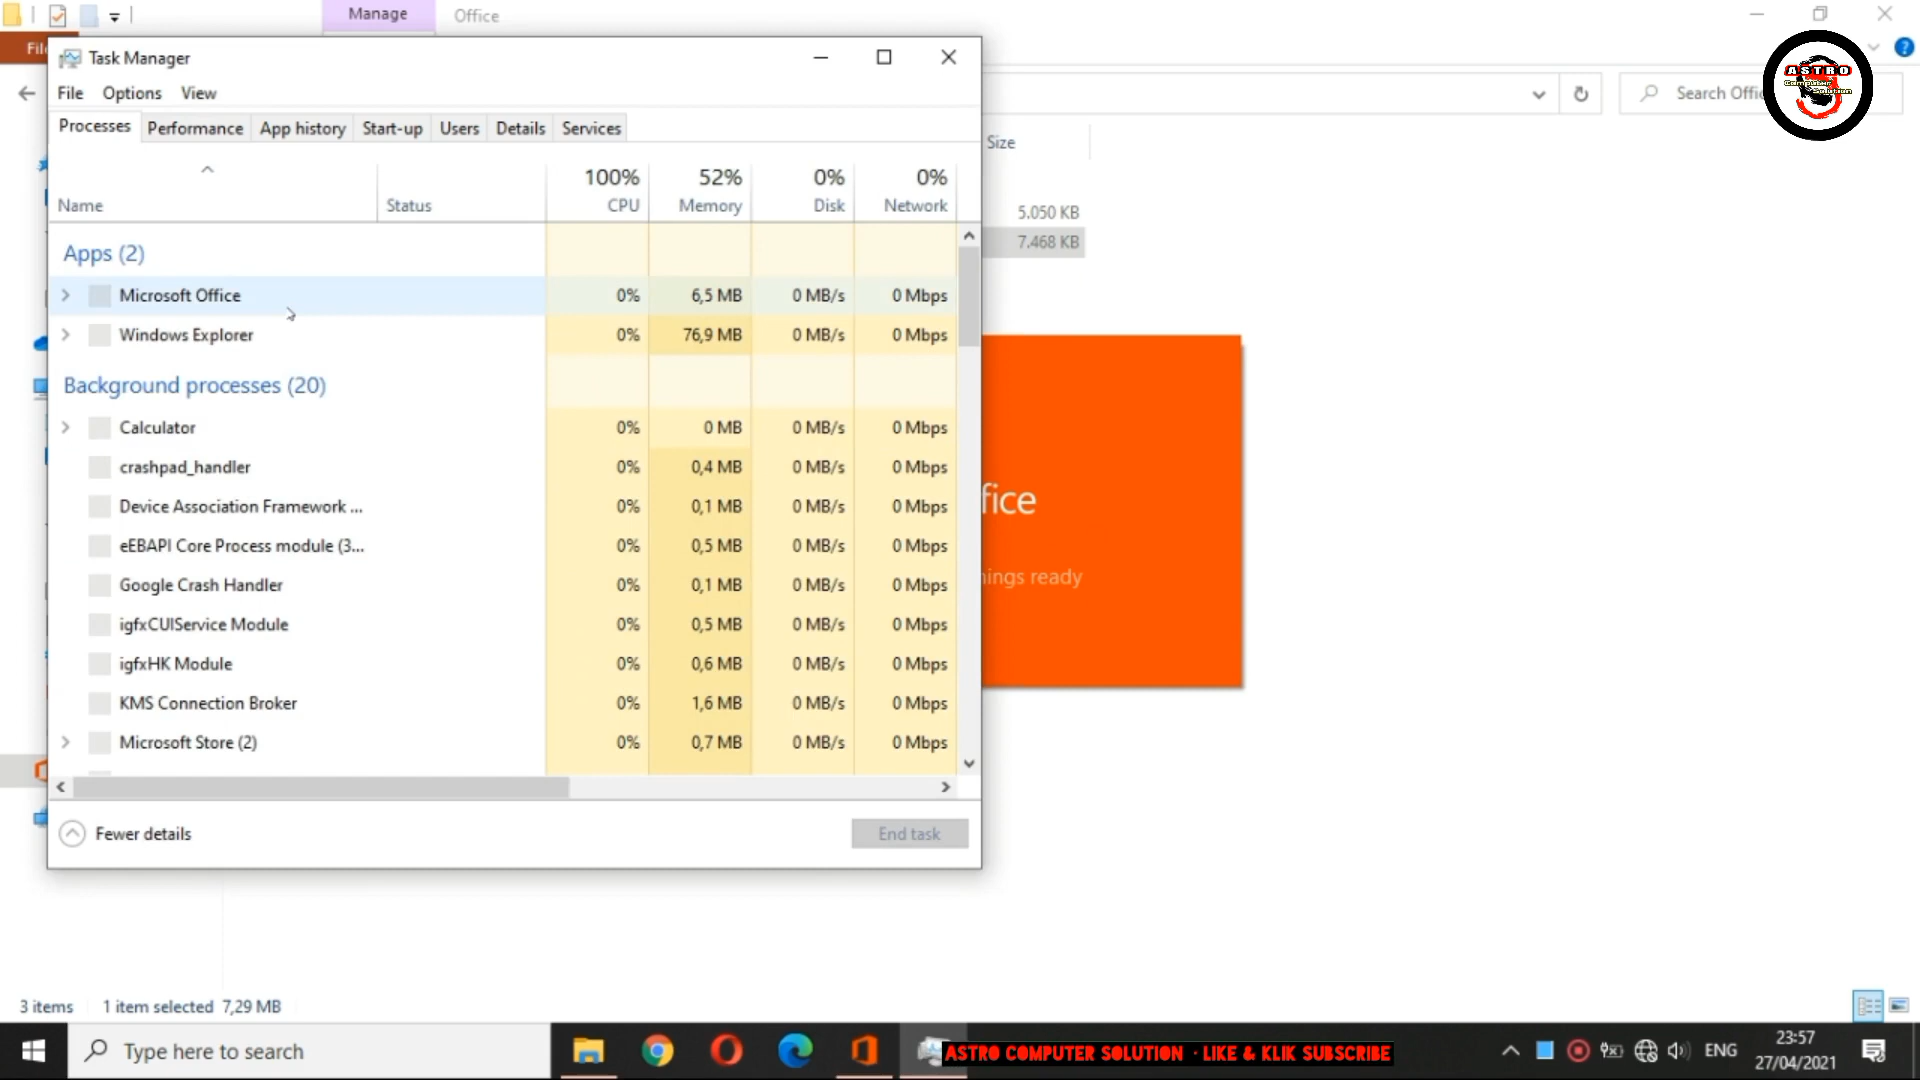 Manage
Office
File
Task Manager
File Options View
Processes Performance App history Start-up Users Details Services
Search
ASTRO
Computer
Solution
Size
100% 52% 0% 0%
Name Status CPU Memory Disk Network
5.050 KB
7.468 KB
Apps (2)
Microsoft Office 0% 6,5 MB 0 MB/s 0 Mbps
Windows Explorer 0% 76,9 MB 0 MB/s 0 Mbps
Background processes (20)
Calculator 0% 0 MB 0 MB/s 0 Mbps
crashpad_handler 0% 0,4 MB 0 MB/s 0 Mbps
Device Association Framework ... 0% 0,1 MB 0 MB/s 0 Mbps
eEBAPI Core Process module (3... 0% 0,5 MB 0 MB/s 0 Mbps
Google Crash Handler 0% 0,1 MB 0 MB/s 0 Mbps
igfxCUIService Module 0% 0,5 MB 0 MB/s 0 Mbps
igfxHK Module 0% 0,6 MB 0 MB/s 0 Mbps
KMS Connection Broker 0% 1,6 MB 0 MB/s 0 Mbps
Microsoft Store (2) 0% 0,7 MB 0 MB/s 0 Mbps
fice
ings ready
Fewer details
End task
3 items 1 item selected 7,29 MB
Type here to search
ASTRO COMPUTER SOLUTION · LIKE & KLIK SUBSCRIBE
ENG
23:57
27/04/2021